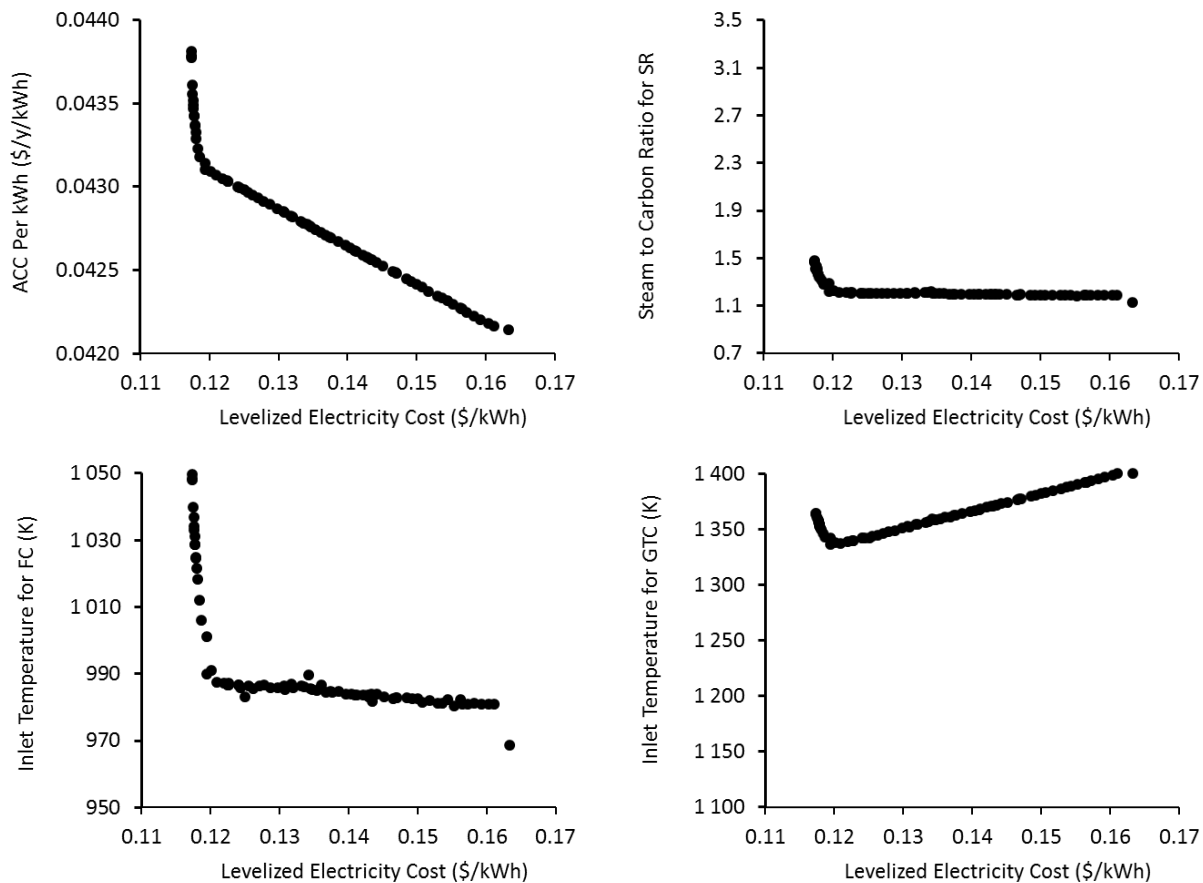 ACC Per kWh ($/y/kWh)
0.0440
0.0435
0.0430
0.0425
0.0420
0.11 0.12 0.13 0.14 0.15 0.16 0.17
Levelized Electricity Cost ($/kWh)
Steam to Carbon Ratio for SR
3.5
3.1
2.7
2.3
1.9
1.5
1.1
0.7
0.11 0.12 0.13 0.14 0.15 0.16 0.17
Levelized Electricity Cost ($/kWh)
Inlet Temperature for FC (K)
1 050
1 030
1 010
990
970
950
0.11 0.12 0.13 0.14 0.15 0.16 0.17
Levelized Electricity Cost ($/kWh)
Inlet Temperature for GTC (K)
1 400
1 350
1 300
1 250
1 200
1 150
1 100
0.11 0.12 0.13 0.14 0.15 0.16 0.17
Levelized Electricity Cost ($/kWh)